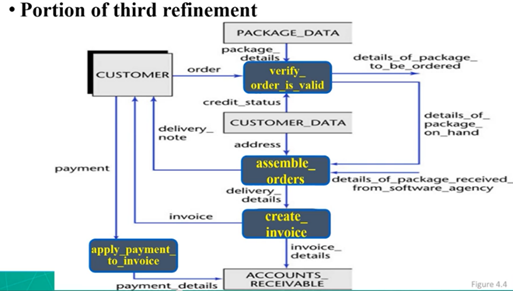 • Portion of third refinement
PACKAGE_DATA
package_
details
details_of_package_
to_be_ordered
CUSTOMER
order
verify_
order_is_valid
credit_status
details_of_
package_
on_hand
CUSTOMER_DATA
delivery_
note
address
payment
assemble_
orders
details_of_package_received_
from_software_agency
delivery_
details
invoice
create_
invoice
invoice_
details
apply_payment_
to_invoice
payment_details
ACCOUNTS_
RECEIVABLE
Figure 4.4